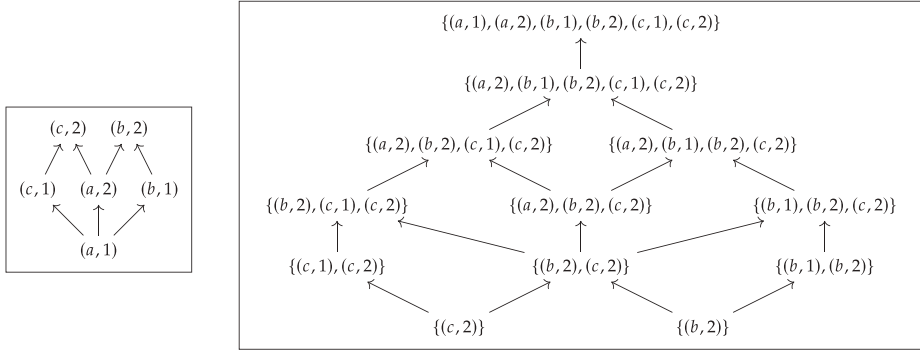 (c, 2) (b, 2)
(c, 1) (a, 2) (b, 1)
(a, 1)
{(a, 1), (a, 2), (b, 1), (b, 2), (c, 1), (c, 2)}
{(a, 2), (b, 1), (b, 2), (c, 1), (c, 2)}
{(a, 2), (b, 2), (c, 1), (c, 2)} {(a, 2), (b, 1), (b, 2), (c, 2)}
{(b, 2), (c, 1), (c, 2)} {(a, 2), (b, 2), (c, 2)} {(b, 1), (b, 2), (c, 2)}
{(c, 1), (c, 2)} {(b, 2), (c, 2)} {(b, 1), (b, 2)}
{(c, 2)} {(b, 2)}